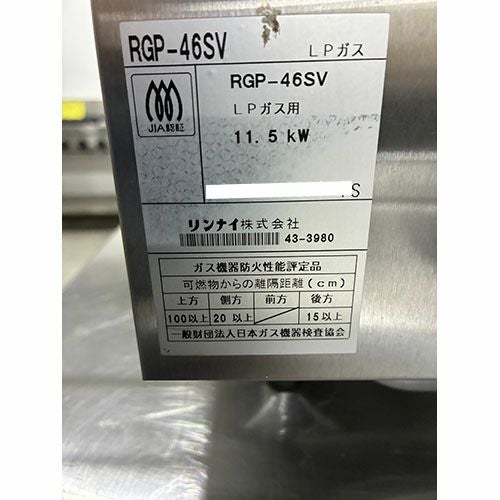 RGP-46SV LPガス
JIA認証
RGP-46SV
LPガス用
11.5 kW
.S
リンナイ株式会社
43-3980
ガス機器防火性能評定品
可燃物からの離隔距離(cm)
上方 側方 前方 後方
100以上 20以上 15以上
一般財団法人日本ガス機器検査協会